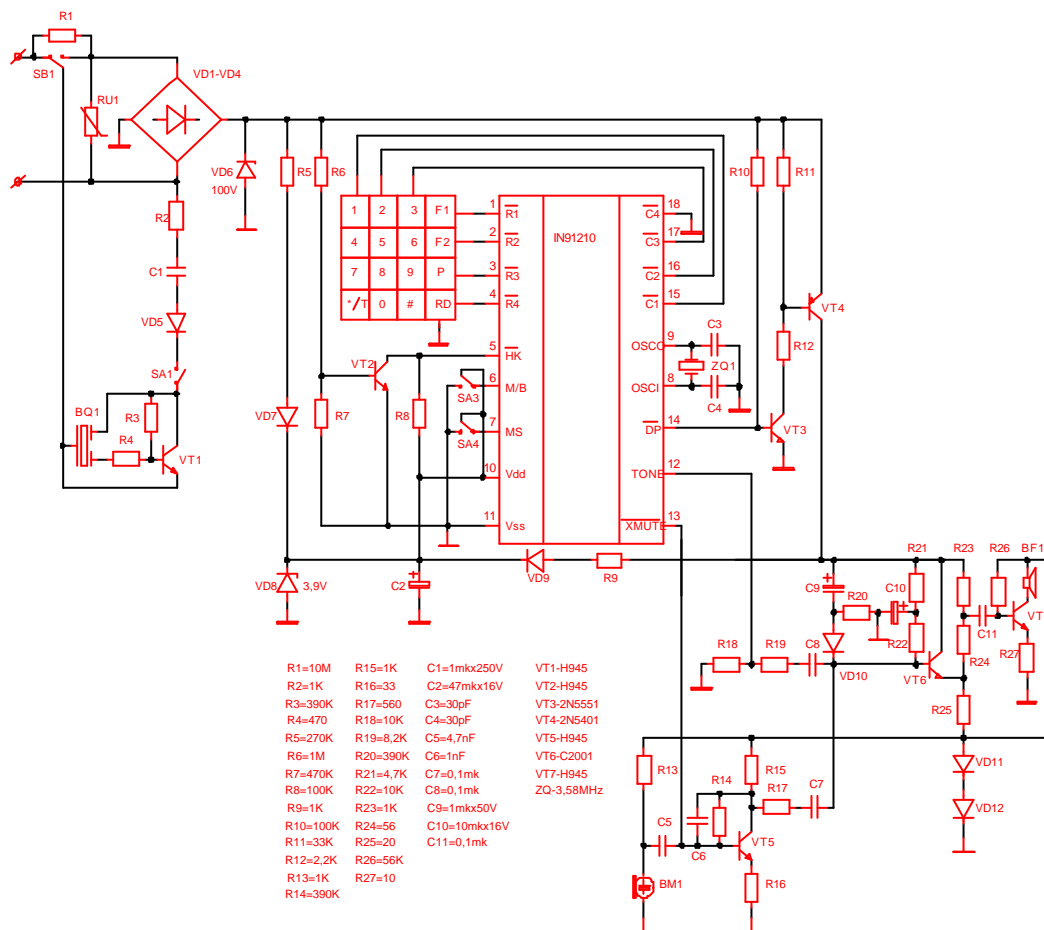 R1
SB1
VD1-VD4
RU1
R2
C1
VD5
SA1
BQ1
R3
R4
VT1
VD6
100V
R5
R6
R10
R11
1 2 3 F1
4 5 6 F2
7 8 9 P
*/T 0 # RD
IN91210
1 R1
2 R2
3 R3
4 R4
5 HK
6 M/B
7 MS
10 Vdd
11 Vss
18 C4
17 C3
16 C2
15 C1
9 OSCO
8 OSCI
14 DP
12 TONE
13 XMUTE
C3
ZQ1
C4
VT4
R12
VT3
VT2
VD7
R7
R8
SA3
SA4
VD8 3,9V
C2
VD9
R9
R21 R23 R26 BF1
C9
R20
C10
C11
VT
R18 R19 C8
VD10
R22
VT6
R24
R27
R25
R13
R15
R14
R17
C7
C5
C6
VT5
BM1
R16
VD11
VD12
R1=10M R15=1K C1=1mkx250V VT1-H945
R2=1K R16=33 C2=47mkx16V VT2-H945
R3=390K R17=560 C3=30pF VT3-2N5551
R4=470 R18=10K C4=30pF VT4-2N5401
R5=270K R19=8,2K C5=4,7nF VT5-H945
R6=1M R20=390K C6=1nF VT6-C2001
R7=470K R21=4,7K C7=0,1mk VT7-H945
R8=100K R22=10K C8=0,1mk ZQ-3,58MHz
R9=1K R23=1K C9=1mkx50V
R10=100K R24=56 C10=10mkx16V
R11=33K R25=20 C11=0,1mk
R12=2,2K R26=56K
R13=1K R27=10
R14=390K